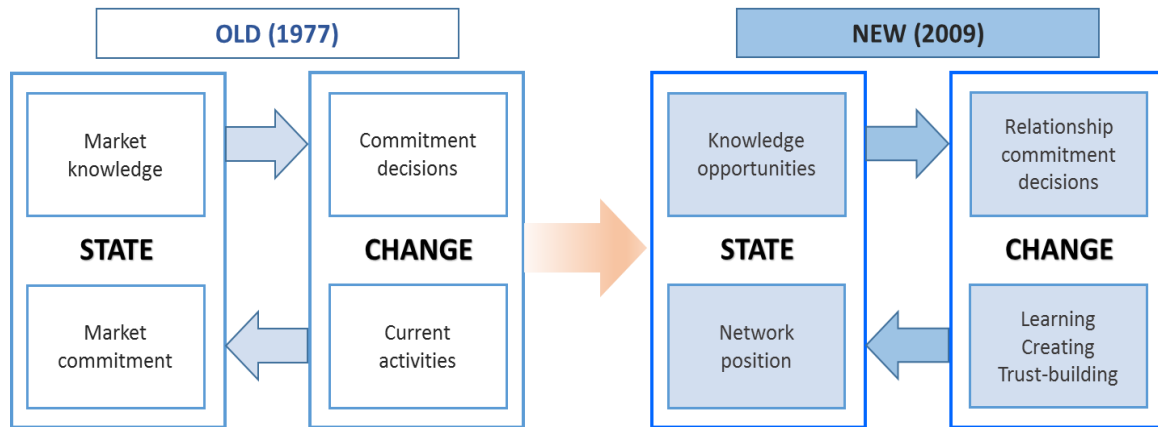 OLD (1977)
Market
knowledge
STATE
Market
commitment
Commitment
decisions
CHANGE
Current
activities
NEW (2009)
Knowledge
opportunities
STATE
Network
position
Relationship
commitment
decisions
CHANGE
Learning
Creating
Trust-building